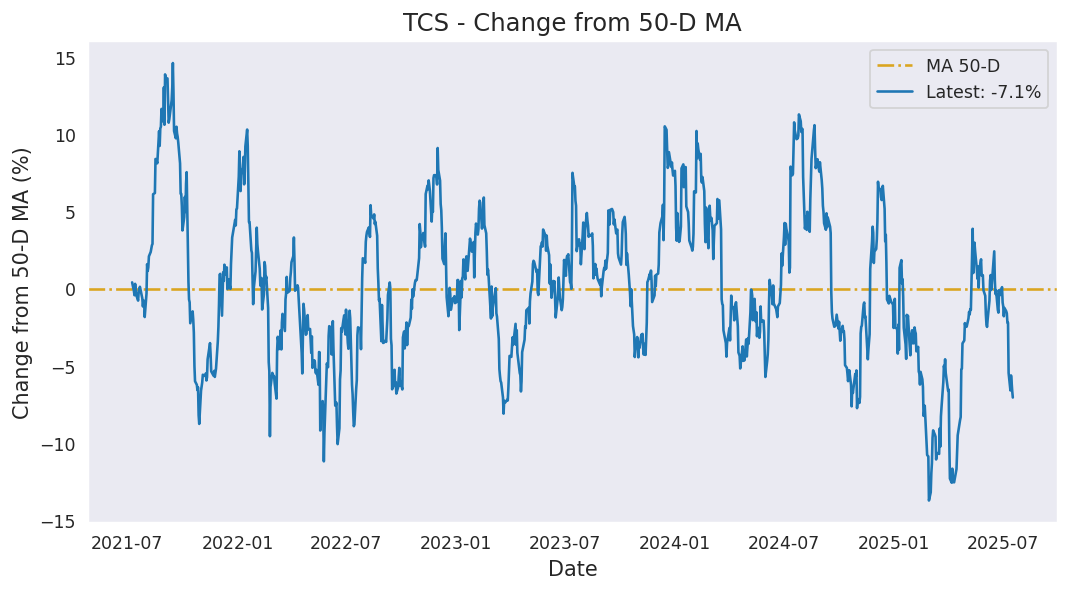 TCS - Change from 50-D MA
Change from 50-D MA (%)
15
10
5
0
−5
−10
−15
MA 50-D
Latest: -7.1%
2021-07 2022-01 2022-07 2023-01 2023-07 2024-01 2024-07 2025-01 2025-07
Date